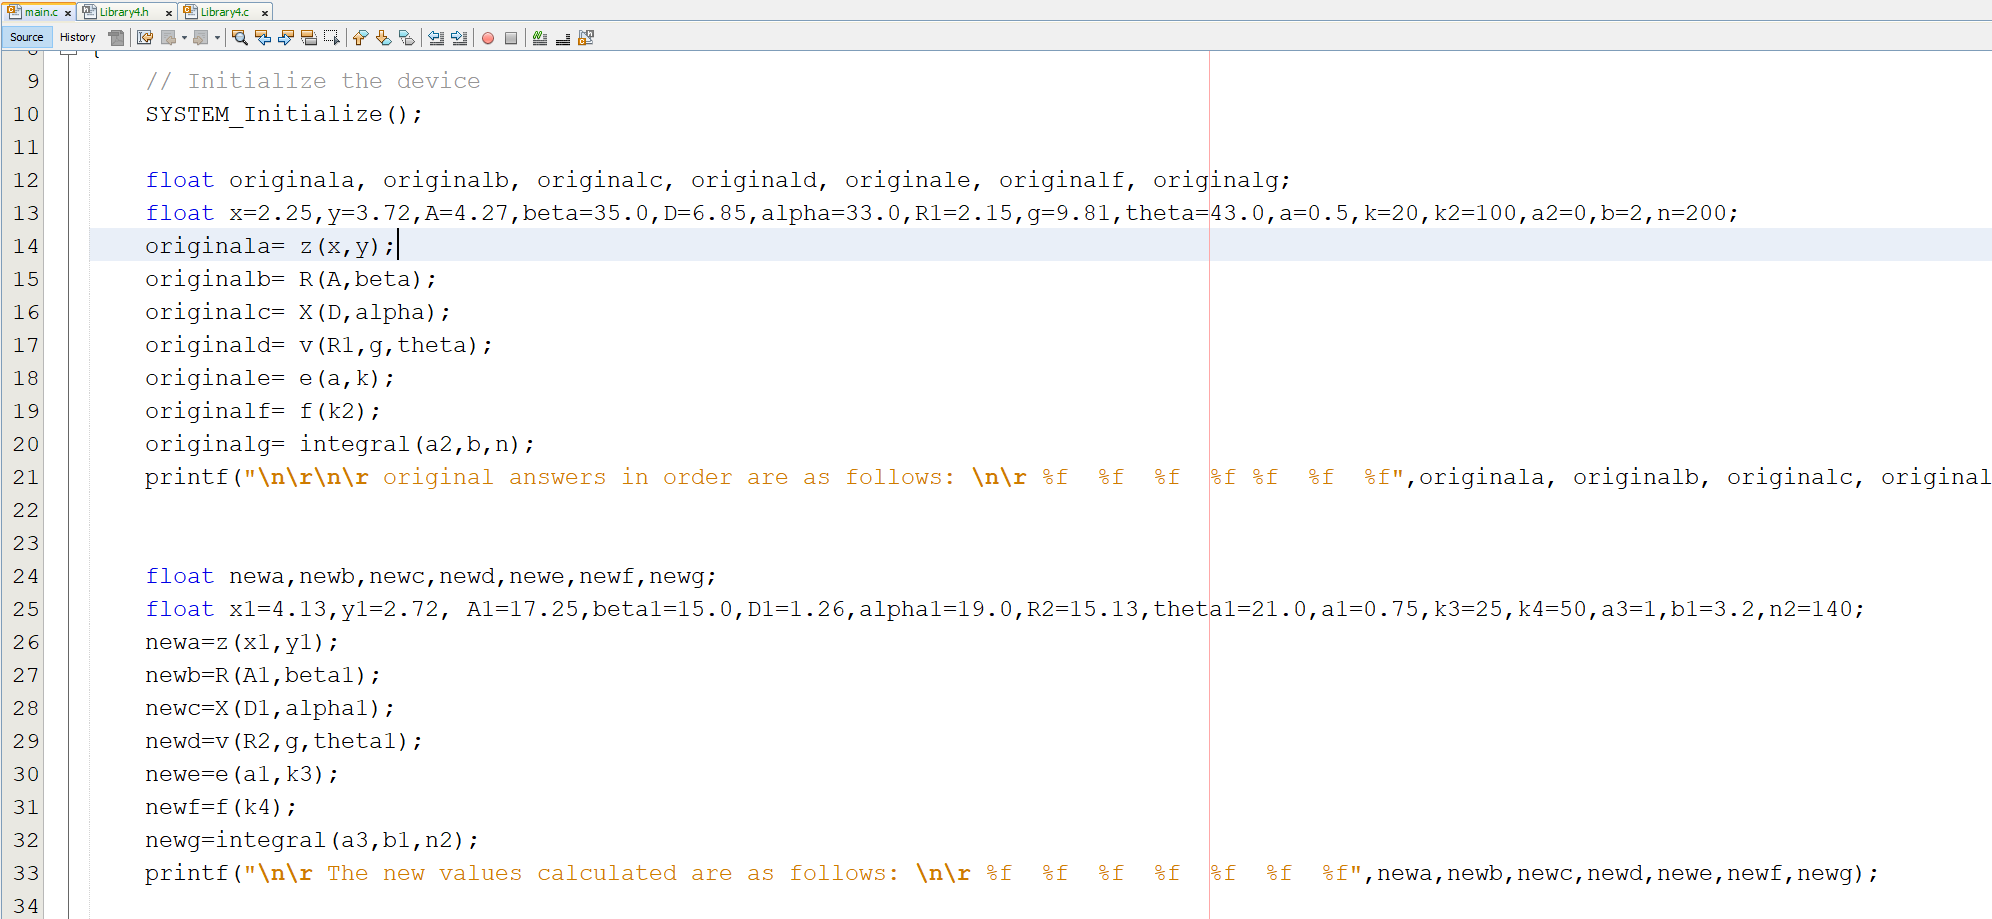 main.c
Library4.h
Library4.c
Source History
9 // Initialize the device
10 SYSTEM_Initialize();
11
12 float originala, originalb, originalc, originald, originale, originalf, originalg;
13 float x=2.25,y=3.72,A=4.27,beta=35.0,D=6.85,alpha=33.0,R1=2.15,g=9.81,theta=43.0,a=0.5,k=20,k2=100,a2=0,b=2,n=200;
14 originala= z(x,y);
15 originalb= R(A,beta);
16 originalc= X(D,alpha);
17 originald= v(R1,g,theta);
18 originale= e(a,k);
19 originalf= f(k2);
20 originalg= integral(a2,b,n);
21 printf("\n\r\n\r original answers in order are as follows: \n\r %f  %f  %f  %f %f  %f  %f",originala, originalb, originalc, original
22
23
24 float newa,newb,newc,newd,newe,newf,newg;
25 float x1=4.13,y1=2.72, A1=17.25,beta1=15.0,D1=1.26,alpha1=19.0,R2=15.13,theta1=21.0,a1=0.75,k3=25,k4=50,a3=1,b1=3.2,n2=140;
26 newa=z(x1,y1);
27 newb=R(A1,beta1);
28 newc=X(D1,alpha1);
29 newd=v(R2,g,theta1);
30 newe=e(a1,k3);
31 newf=f(k4);
32 newg=integral(a3,b1,n2);
33 printf("\n\r The new values calculated are as follows: \n\r %f  %f  %f  %f  %f  %f  %f",newa,newb,newc,newd,newe,newf,newg);
34